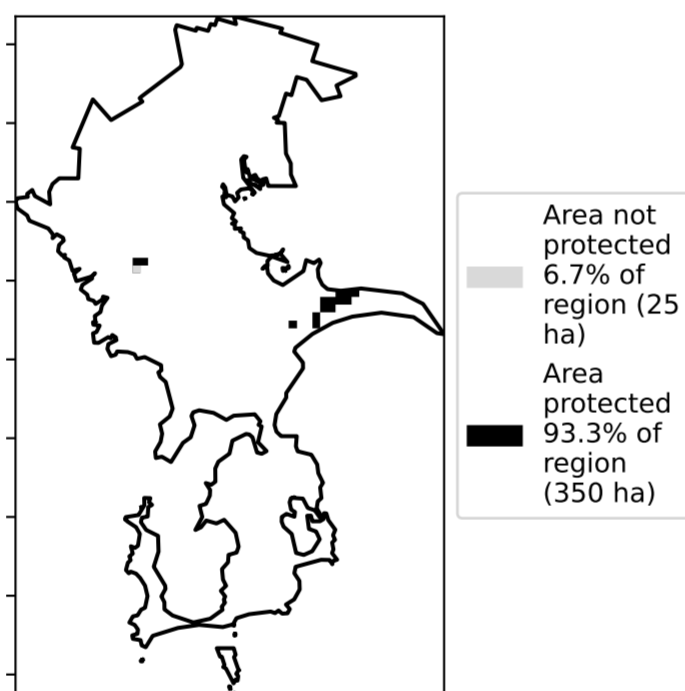 Area not
protected
6.7% of
region (25
ha)
Area
protected
93.3% of
region
(350 ha)